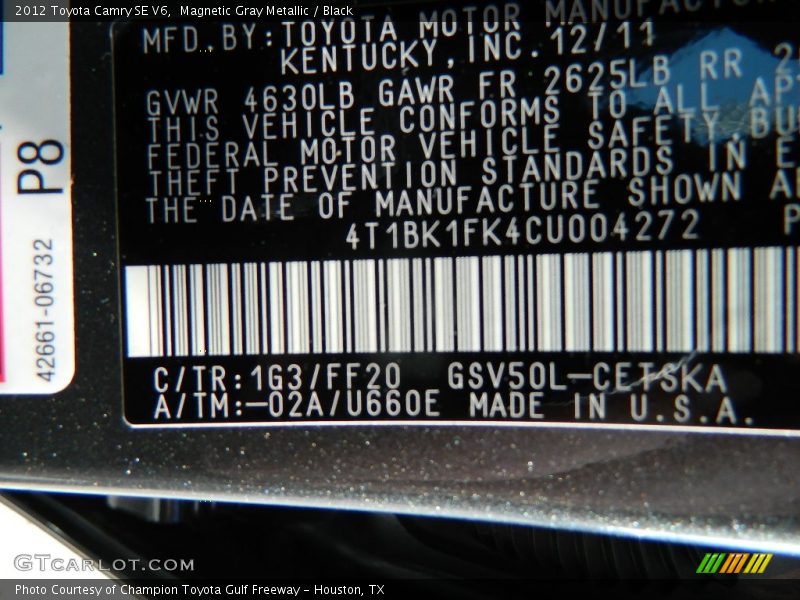 2012 Toyota Camry SE V6, Magnetic Gray Metallic / Black
MFD. BY: TOYOTA MOTOR MANUFACTUR
KENTUCKY, INC. 12/11
GVWR 4630LB GAWR FR 2625LB RR
THIS VEHICLE CONFORMS TO ALL AP
FEDERAL MOTOR VEHICLE SAFETY, BU
THEFT PREVENTION STANDARDS IN E
THE DATE OF MANUFACTURE SHOWN A
4T1BK1FK4CU004272
P
C/TR:1G3/FF20 GSV50L-CETSKA
A/TM:-02A/U660E MADE IN U.S.A.
P8
42661-06732
GTCARLOT.COM
Photo Courtesy of Champion Toyota Gulf Freeway - Houston, TX